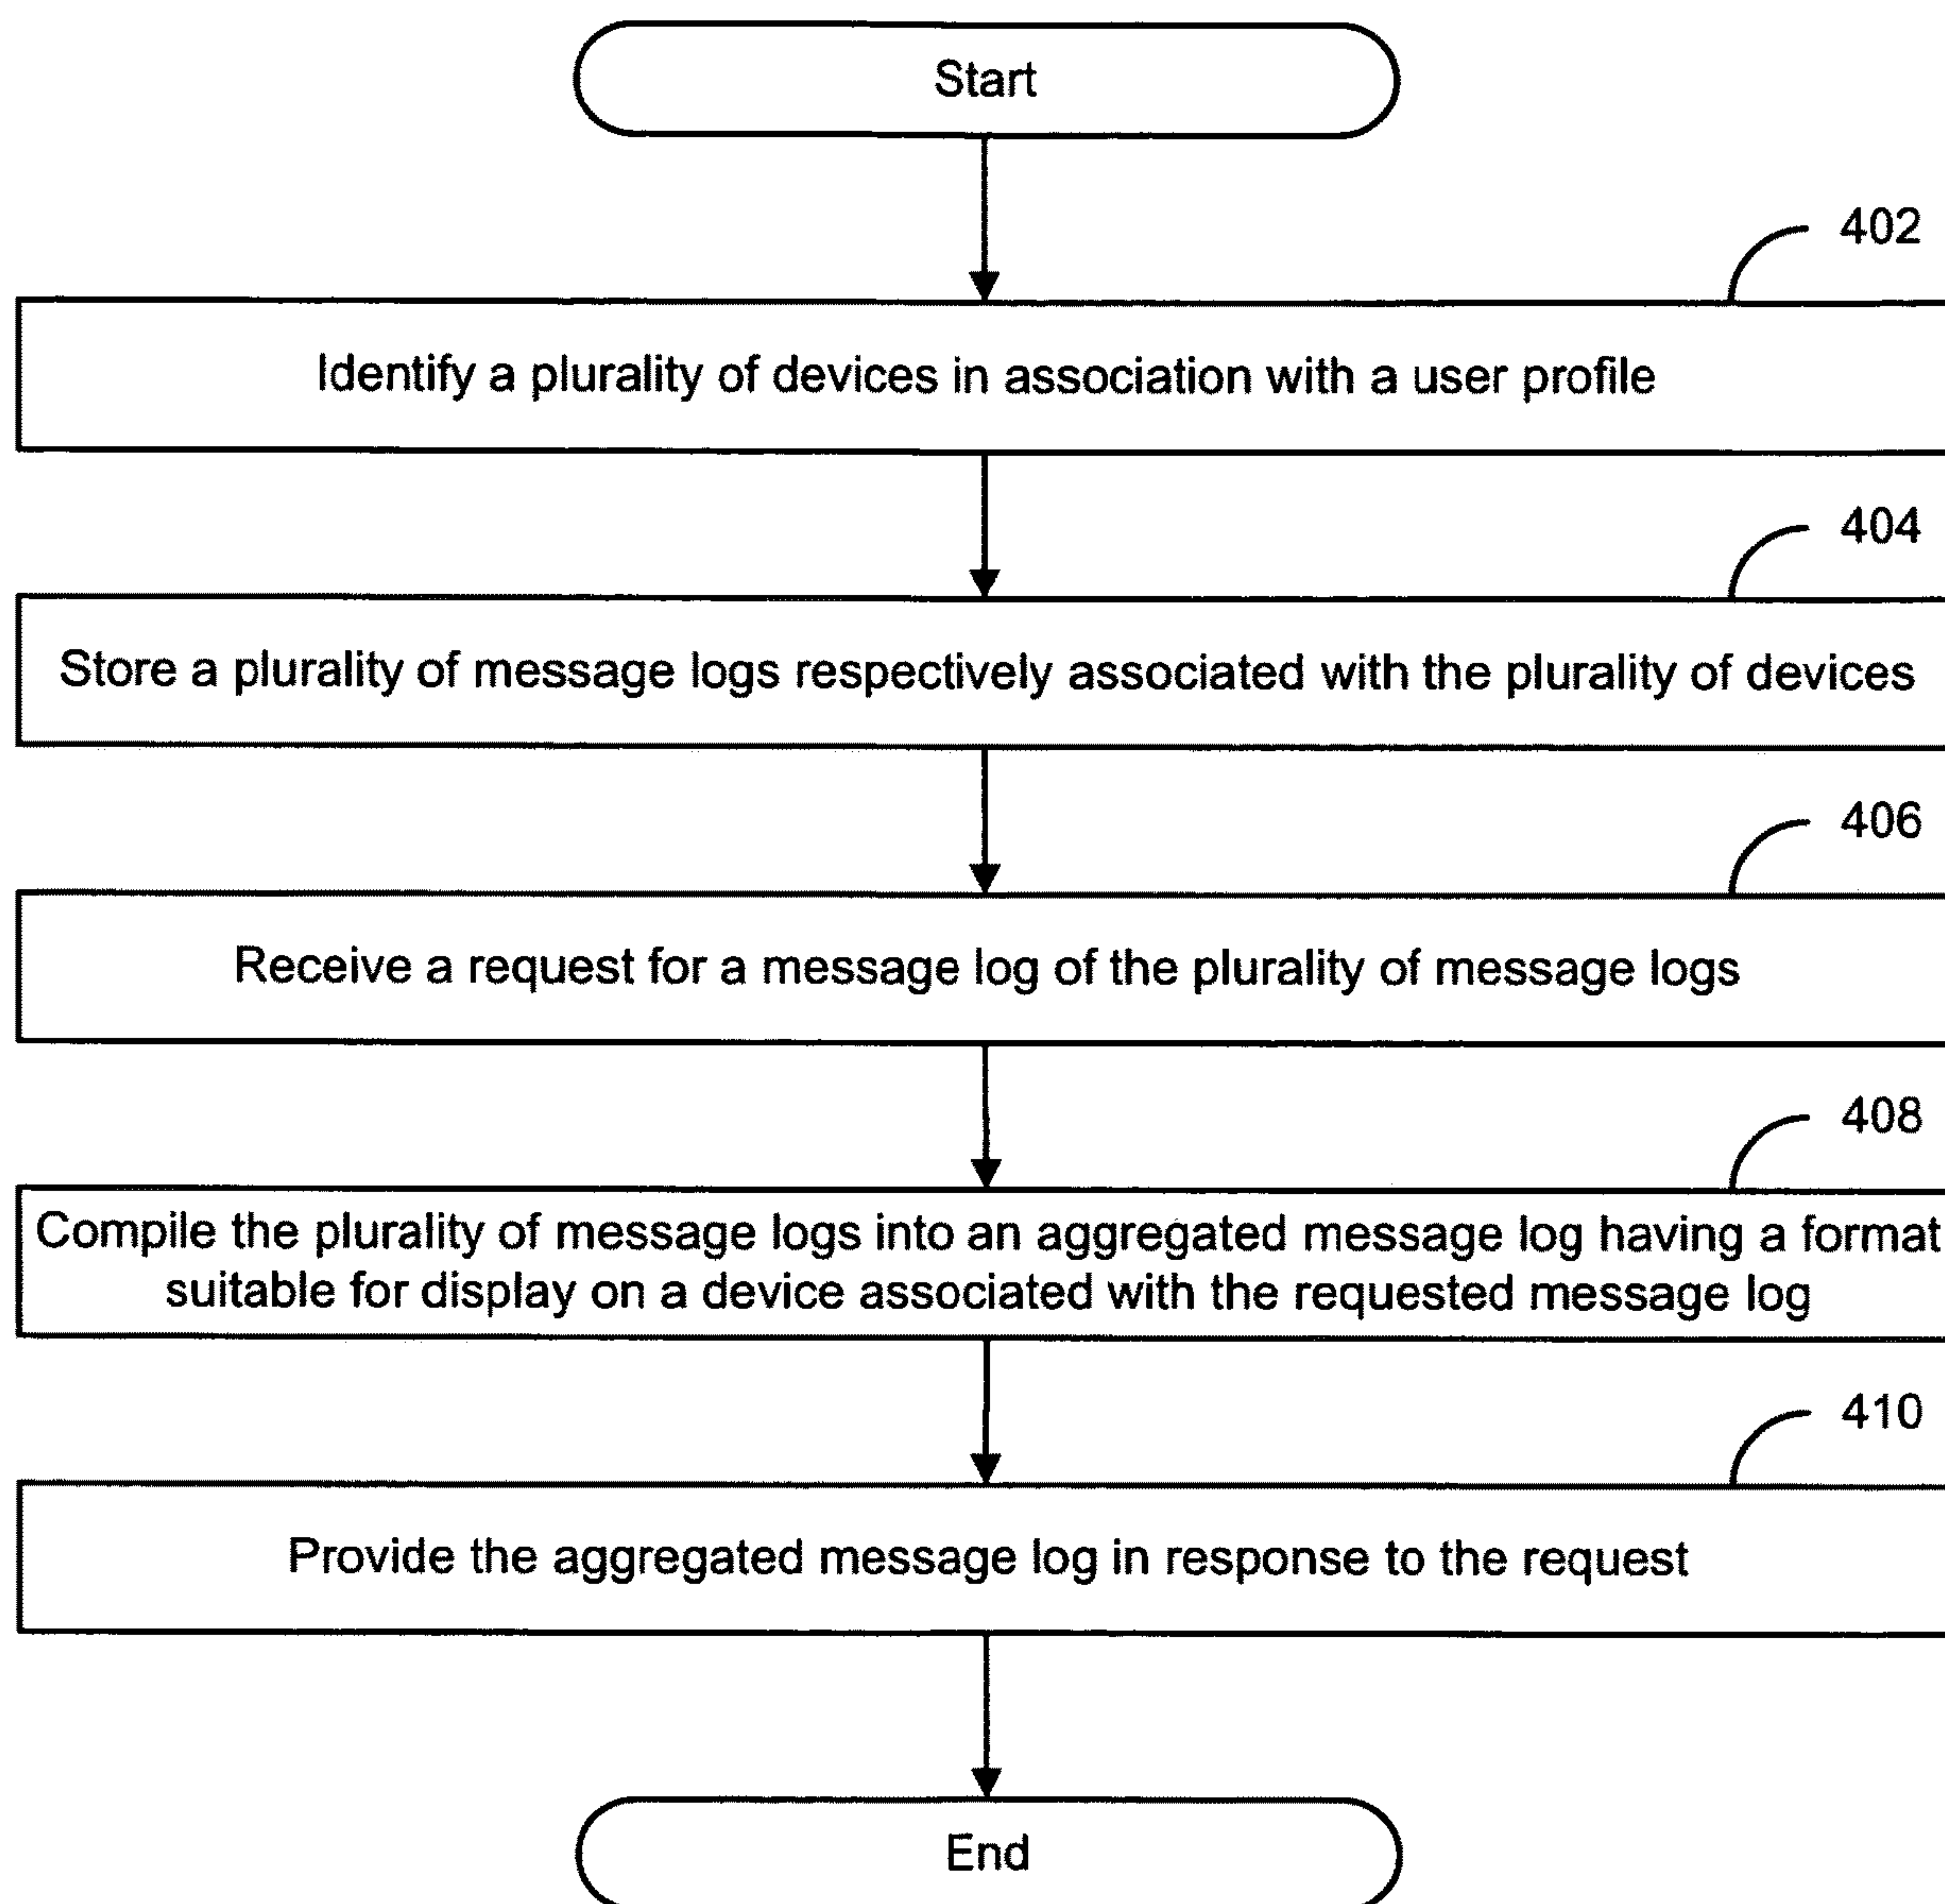 Start
402
Identify a plurality of devices in association with a user profile
404
Store a plurality of message logs respectively associated with the plurality of devices
406
Receive a request for a message log of the plurality of message logs
408
Compile the plurality of message logs into an aggregated message log having a format
suitable for display on a device associated with the requested message log
410
Provide the aggregated message log in response to the request
End